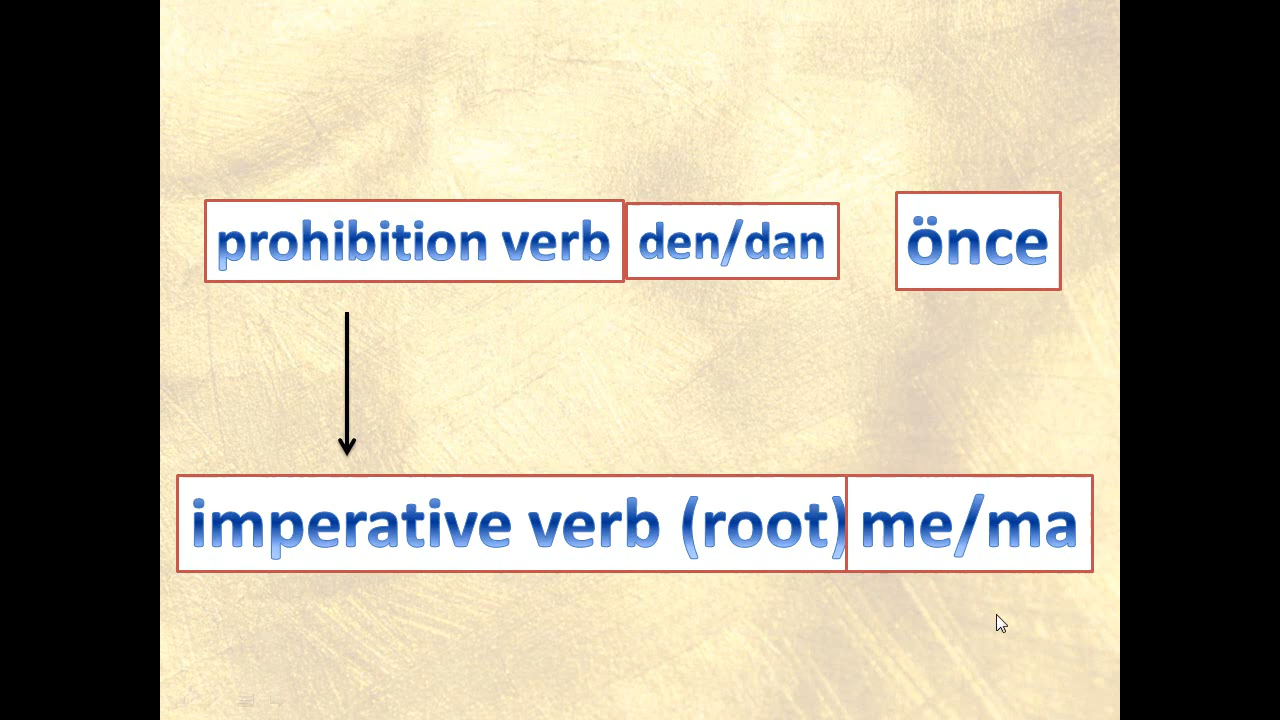 prohibition verb den/dan önce
imperative verb (root) me/ma